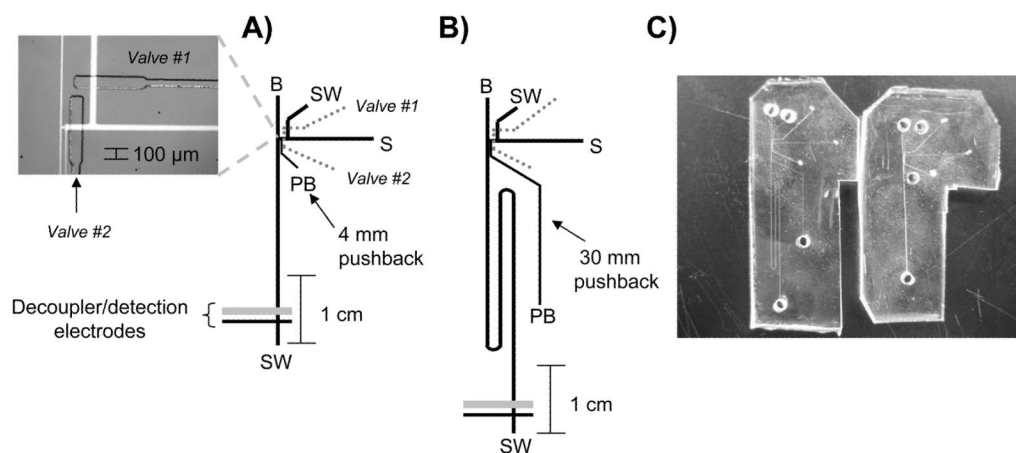 A)
B)
C)
Valve #1
100 µm
Valve #2
B
SW
Valve #1
S
Valve #2
PB
4 mm
pushback
Decoupler/detection
electrodes
1 cm
SW
B
SW
S
30 mm
pushback
PB
1 cm
SW